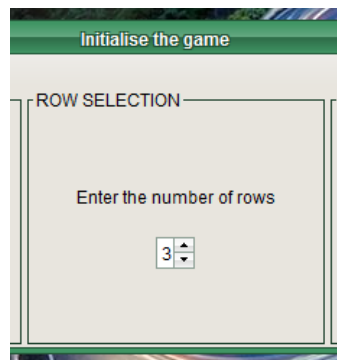 Initialise the game
ROW SELECTION
Enter the number of rows
3